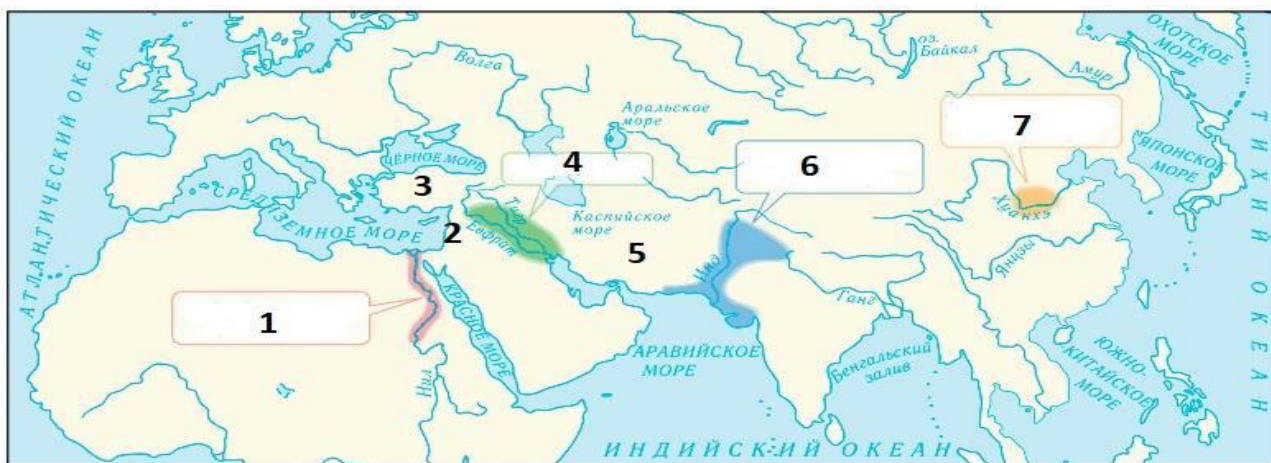 АТЛАНТИЧЕСКИЙ ОКЕАН
Волга
оз. Байкал
Амур
ОХОТСКОЕ МОРЕ
Аральское море
7
ЯПОНСКОЕ МОРЕ
ТИХИЙ ОКЕАН
ЧЁРНОЕ МОРЕ
4
6
3
СРЕДИЗЕМНОЕ МОРЕ
2
Тигр
Евфрат
Каспийское море
5
Инд
Хуанхэ
Янцзы
Ганг
1
КРАСНОЕ МОРЕ
Нил
АРАВИЙСКОЕ МОРЕ
Бенгальский залив
ЮЖНО-КИТАЙСКОЕ МОРЕ
Ц
ИНДИЙСКИЙ ОКЕАН